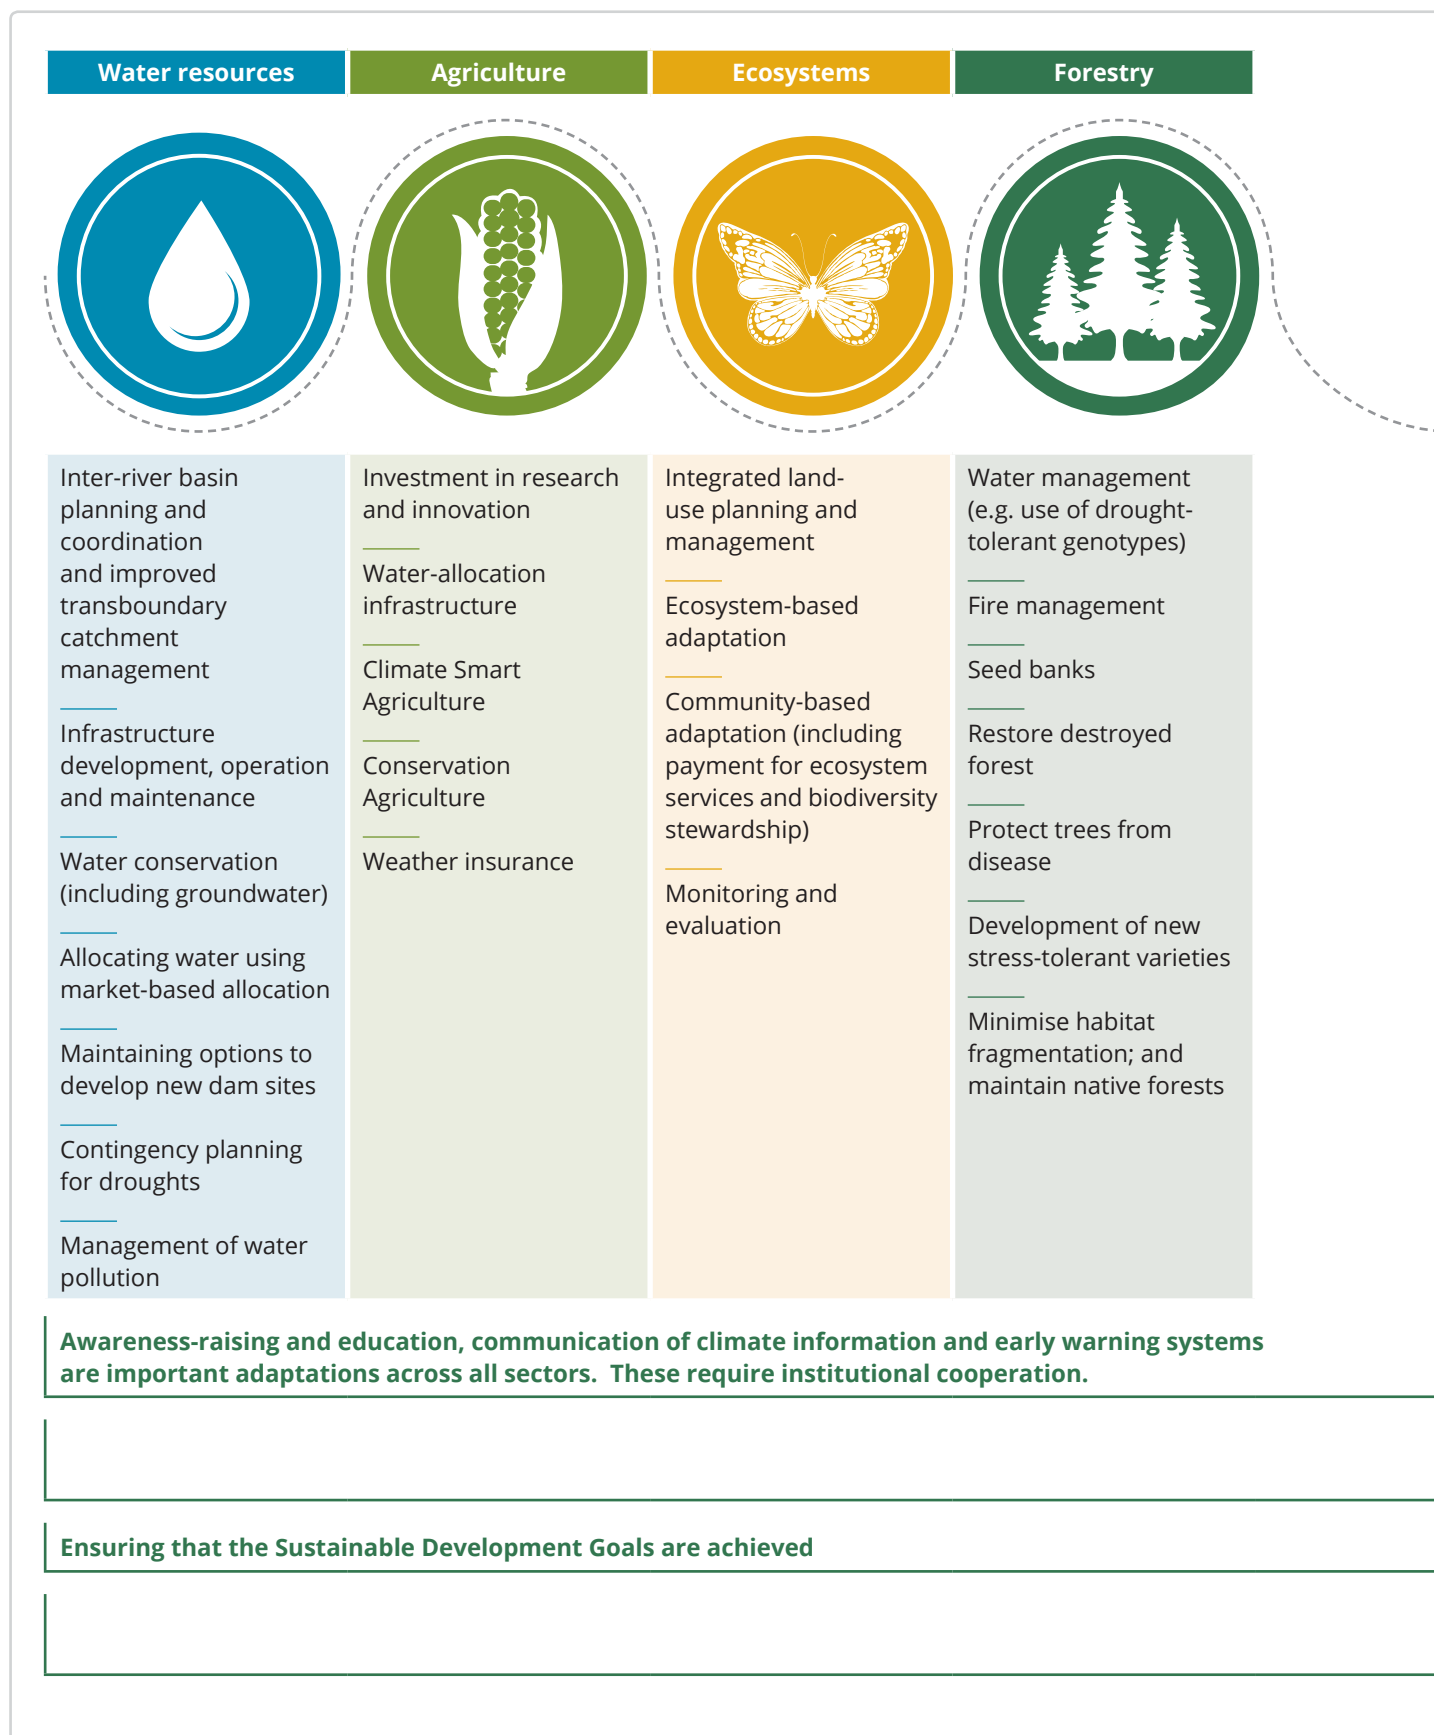 Water resources
Agriculture
Ecosystems
Forestry
Inter-river basin
planning and
coordination
and improved
transboundary
catchment
management
Infrastructure
development, operation
and maintenance
Water conservation
(including groundwater)
Allocating water using
market-based allocation
Maintaining options to
develop new dam sites
Contingency planning
for droughts
Management of water
pollution
Investment in research
and innovation
Water-allocation
infrastructure
Climate Smart
Agriculture
Conservation
Agriculture
Weather insurance
Integrated land-
use planning and
management
Ecosystem-based
adaptation
Community-based
adaptation (including
payment for ecosystem
services and biodiversity
stewardship)
Monitoring and
evaluation
Water management
(e.g. use of drought-
tolerant genotypes)
Fire management
Seed banks
Restore destroyed
forest
Protect trees from
disease
Development of new
stress-tolerant varieties
Minimise habitat
fragmentation; and
maintain native forests
Awareness-raising and education, communication of climate information and early warning systems
are important adaptations across all sectors.  These require institutional cooperation.
Ensuring that the Sustainable Development Goals are achieved